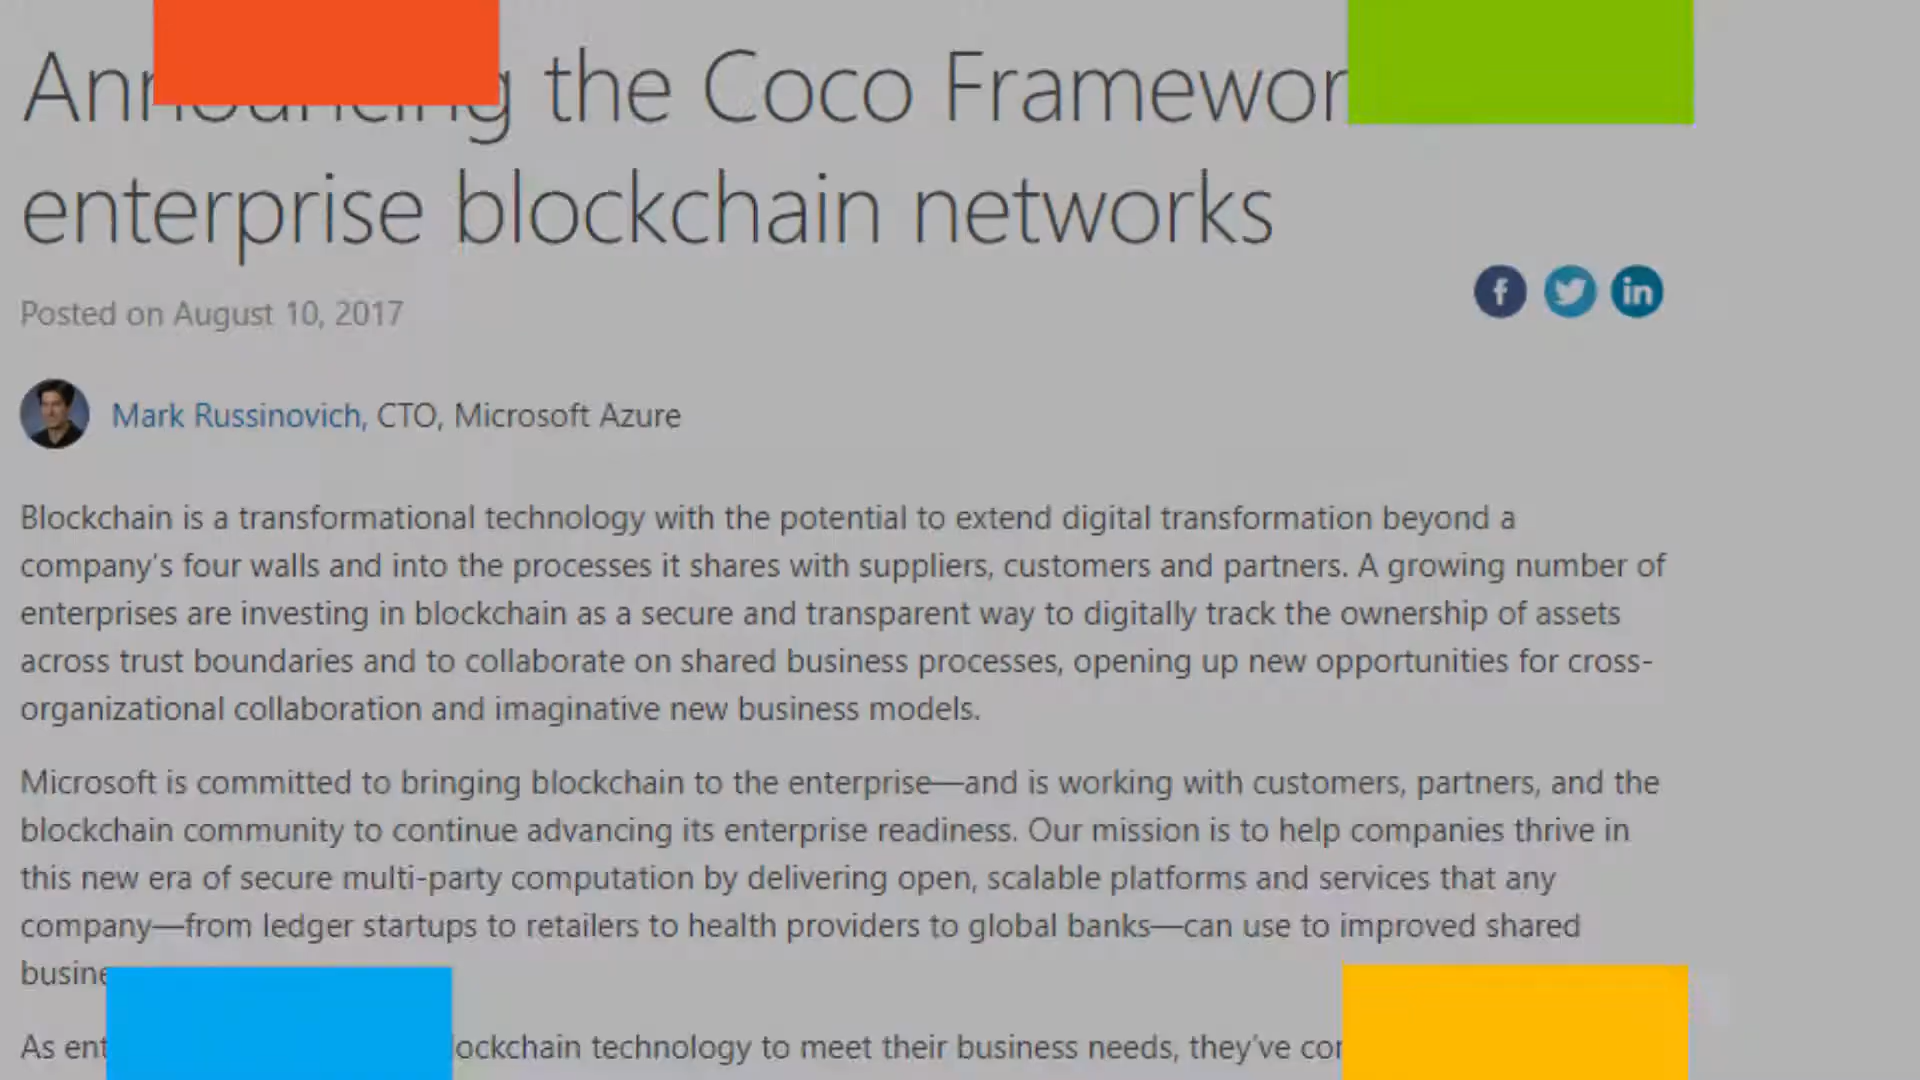 Announcing the Coco Framewor
enterprise blockchain networks
Posted on August 10, 2017
Mark Russinovich, CTO, Microsoft Azure
Blockchain is a transformational technology with the potential to extend digital transformation beyond a
company's four walls and into the processes it shares with suppliers, customers and partners. A growing number of
enterprises are investing in blockchain as a secure and transparent way to digitally track the ownership of assets
across trust boundaries and to collaborate on shared business processes, opening up new opportunities for cross-
organizational collaboration and imaginative new business models.
Microsoft is committed to bringing blockchain to the enterprise—and is working with customers, partners, and the
blockchain community to continue advancing its enterprise readiness. Our mission is to help companies thrive in
this new era of secure multi-party computation by delivering open, scalable platforms and services that any
company—from ledger startups to retailers to health providers to global banks—can use to improved shared
busine
As ent ockchain technology to meet their business needs, they've cor